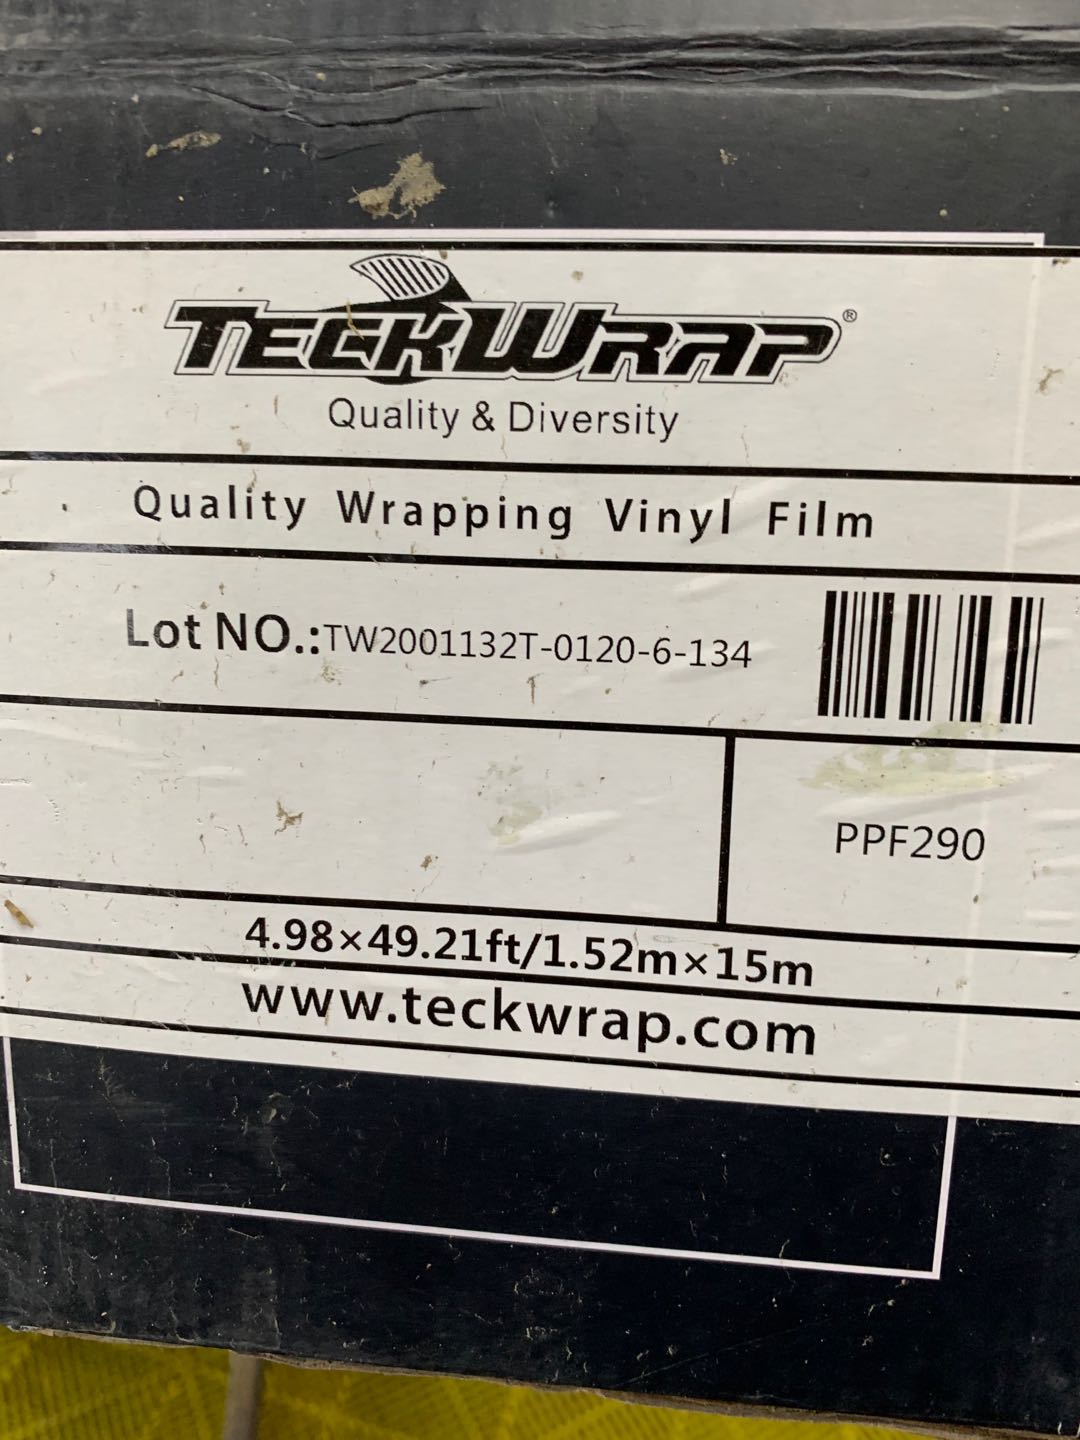 TECKWRAP®
Quality & Diversity
Quality Wrapping Vinyl Film
Lot NO.:TW2001132T-0120-6-134
PPF290
4.98×49.21ft/1.52m×15m
www.teckwrap.com